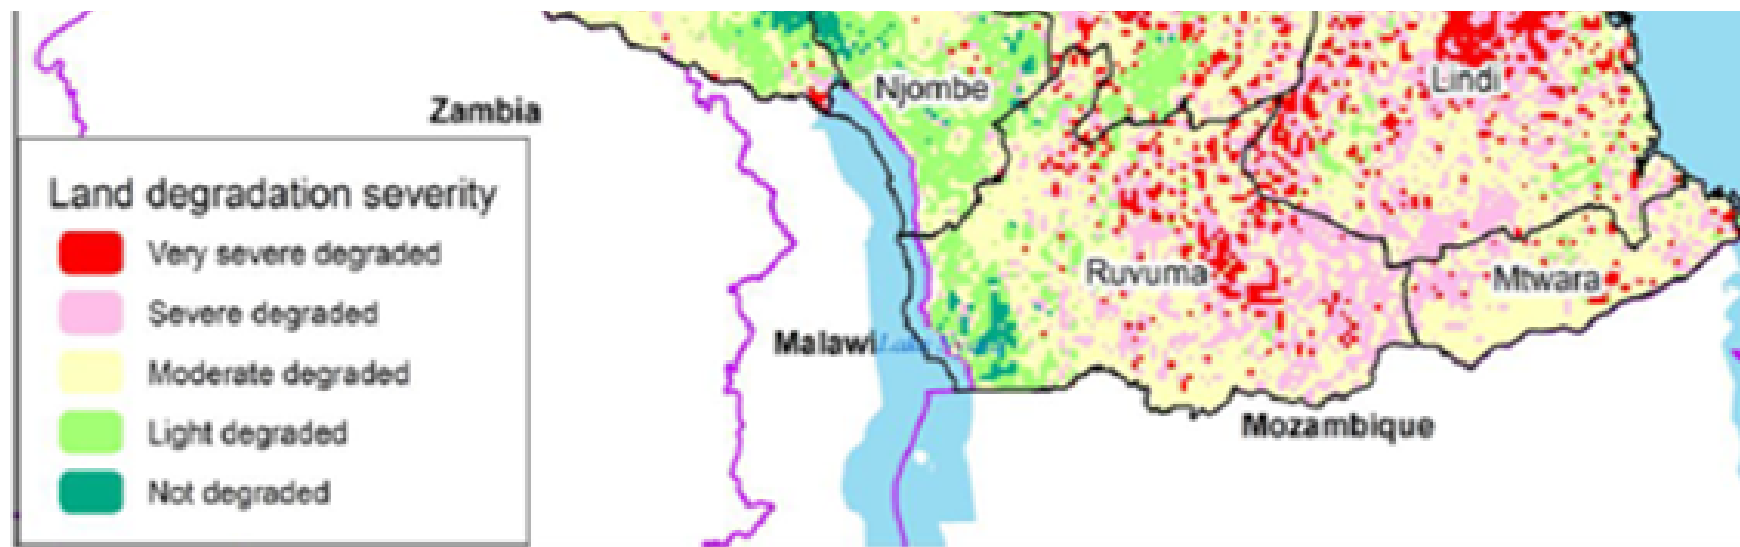 Njombe
Lindi
Zambia
Land degradation severity
Very severe degraded
Severe degraded
Moderate degraded
Light degraded
Not degraded
Ruvuma
Mtwara
Malawi
Mozambique